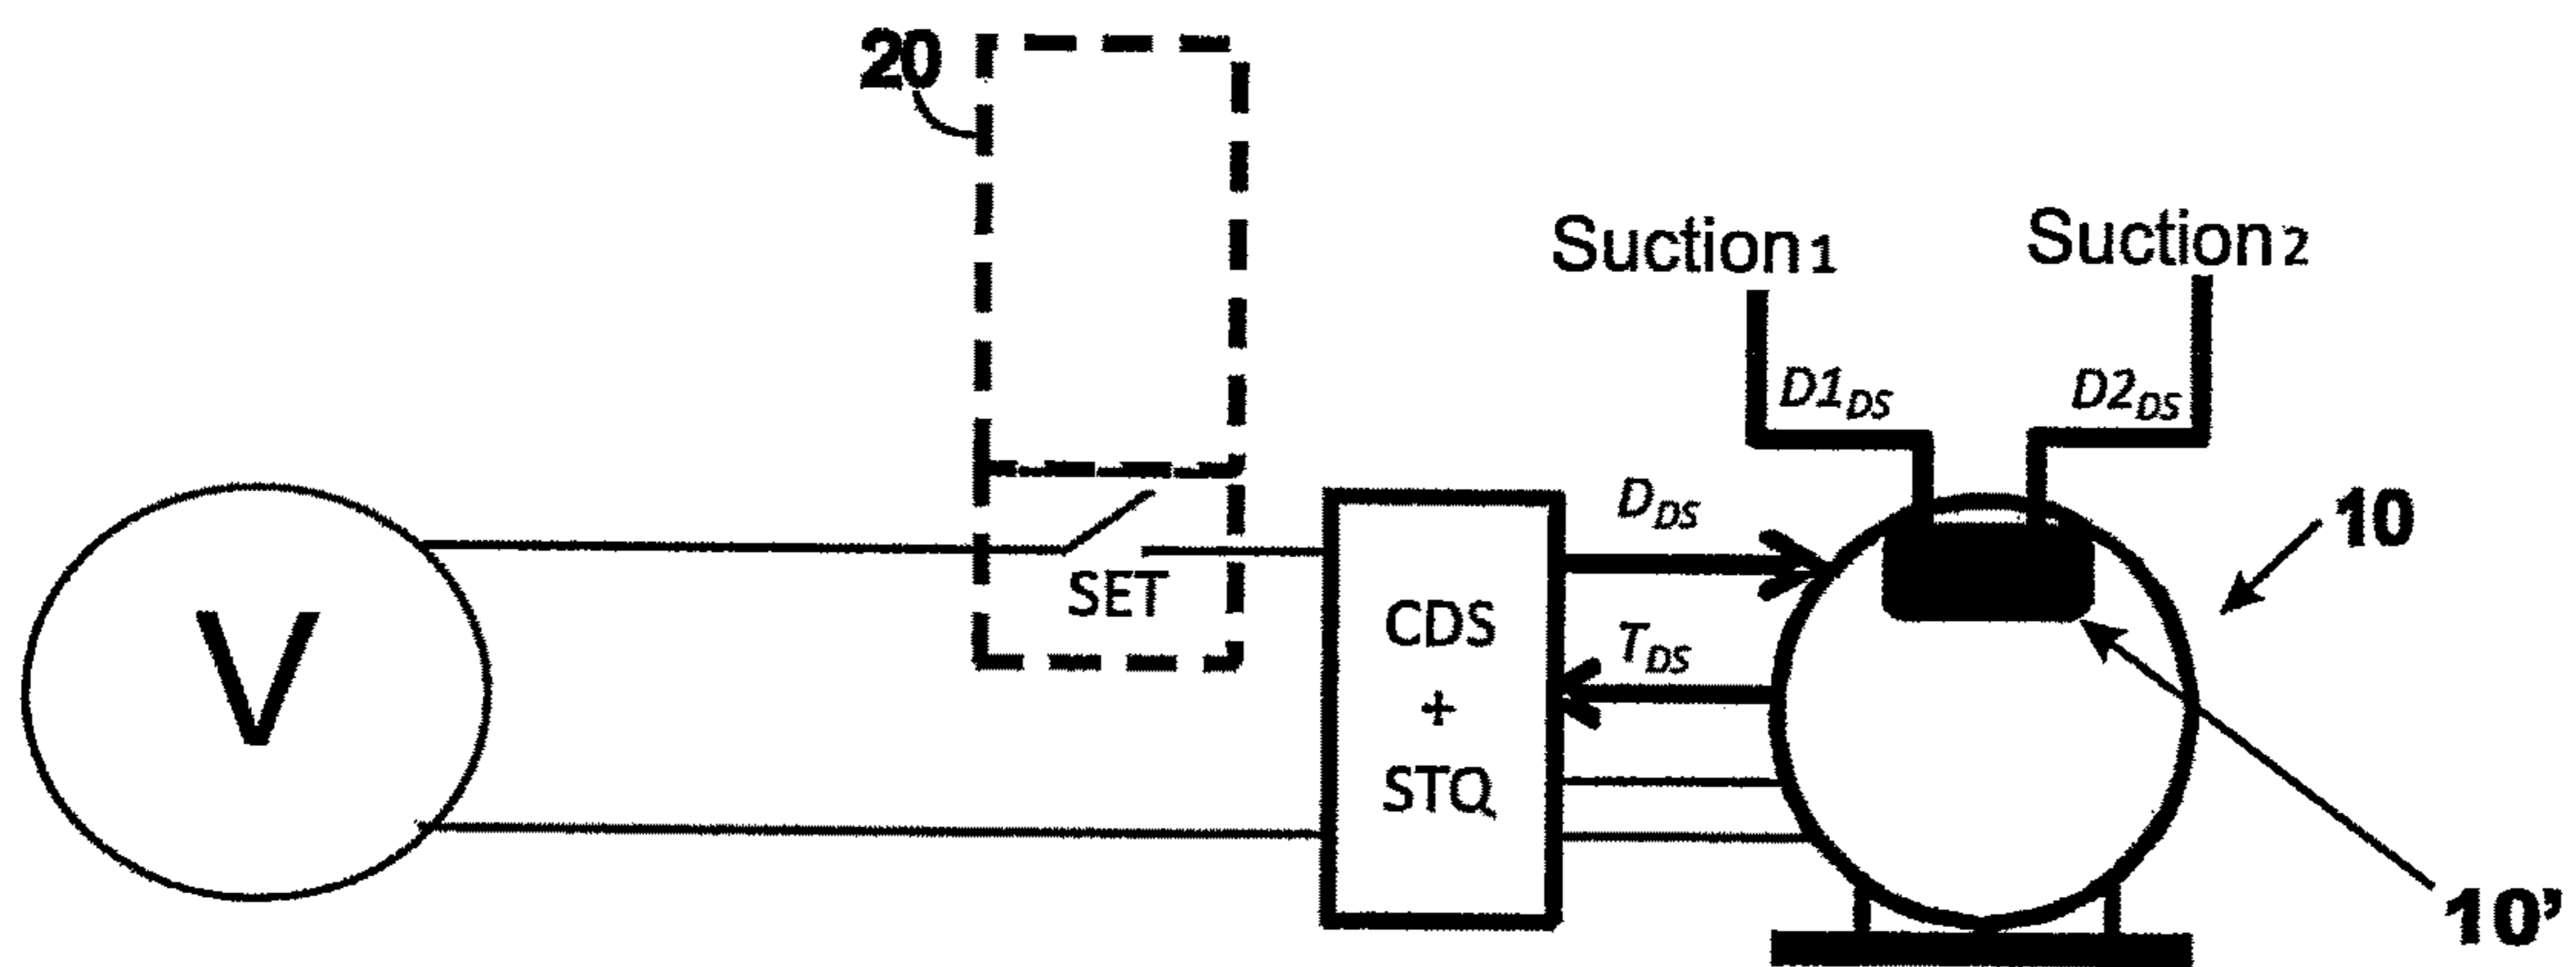 20
Suction1
Suction2
D1DS
D2DS
DDS
10
V
SET
CDS
+
STQ
TDS
10’